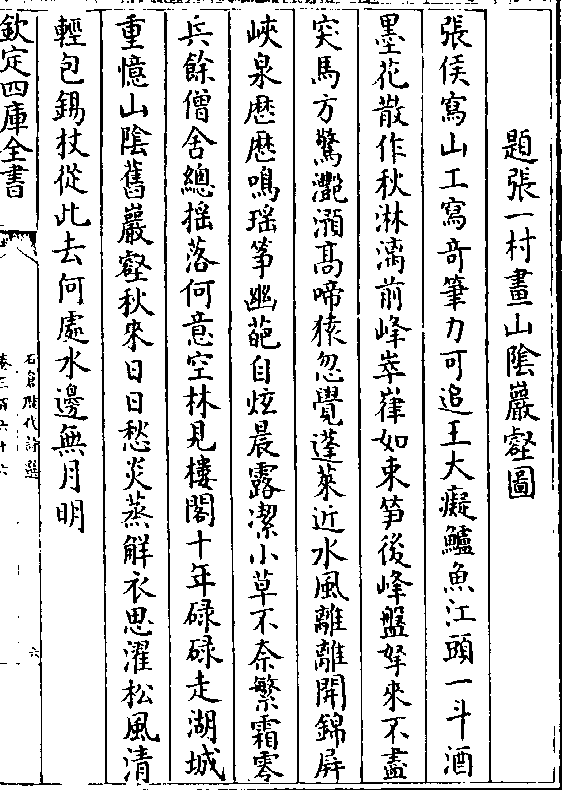 題張一村畫山隂巖壑圖
張侯寫山工寫竒筆力可追王大癡鱸魚江頭一斗酒
墨花散作秋淋漓前峰崒嵂如束笋後峰盤拏來不盡
突馬方驚灔澦髙啼猿忽覺蓬萊近水風離離開錦屛
峽泉歴歴鳴瑶筝幽葩自炫晨露潔小草不奈繁霜零
兵餘僧舍總揺落何意空林見樓閣十年碌碌走湖城
重憶山隂舊巖壑秋來日日愁炎蒸解衣思濯松風清
輕包錫杖從此去何處水邊無月明
欽定四庫全書
石倉歴代詩選
卷三百六十六
六